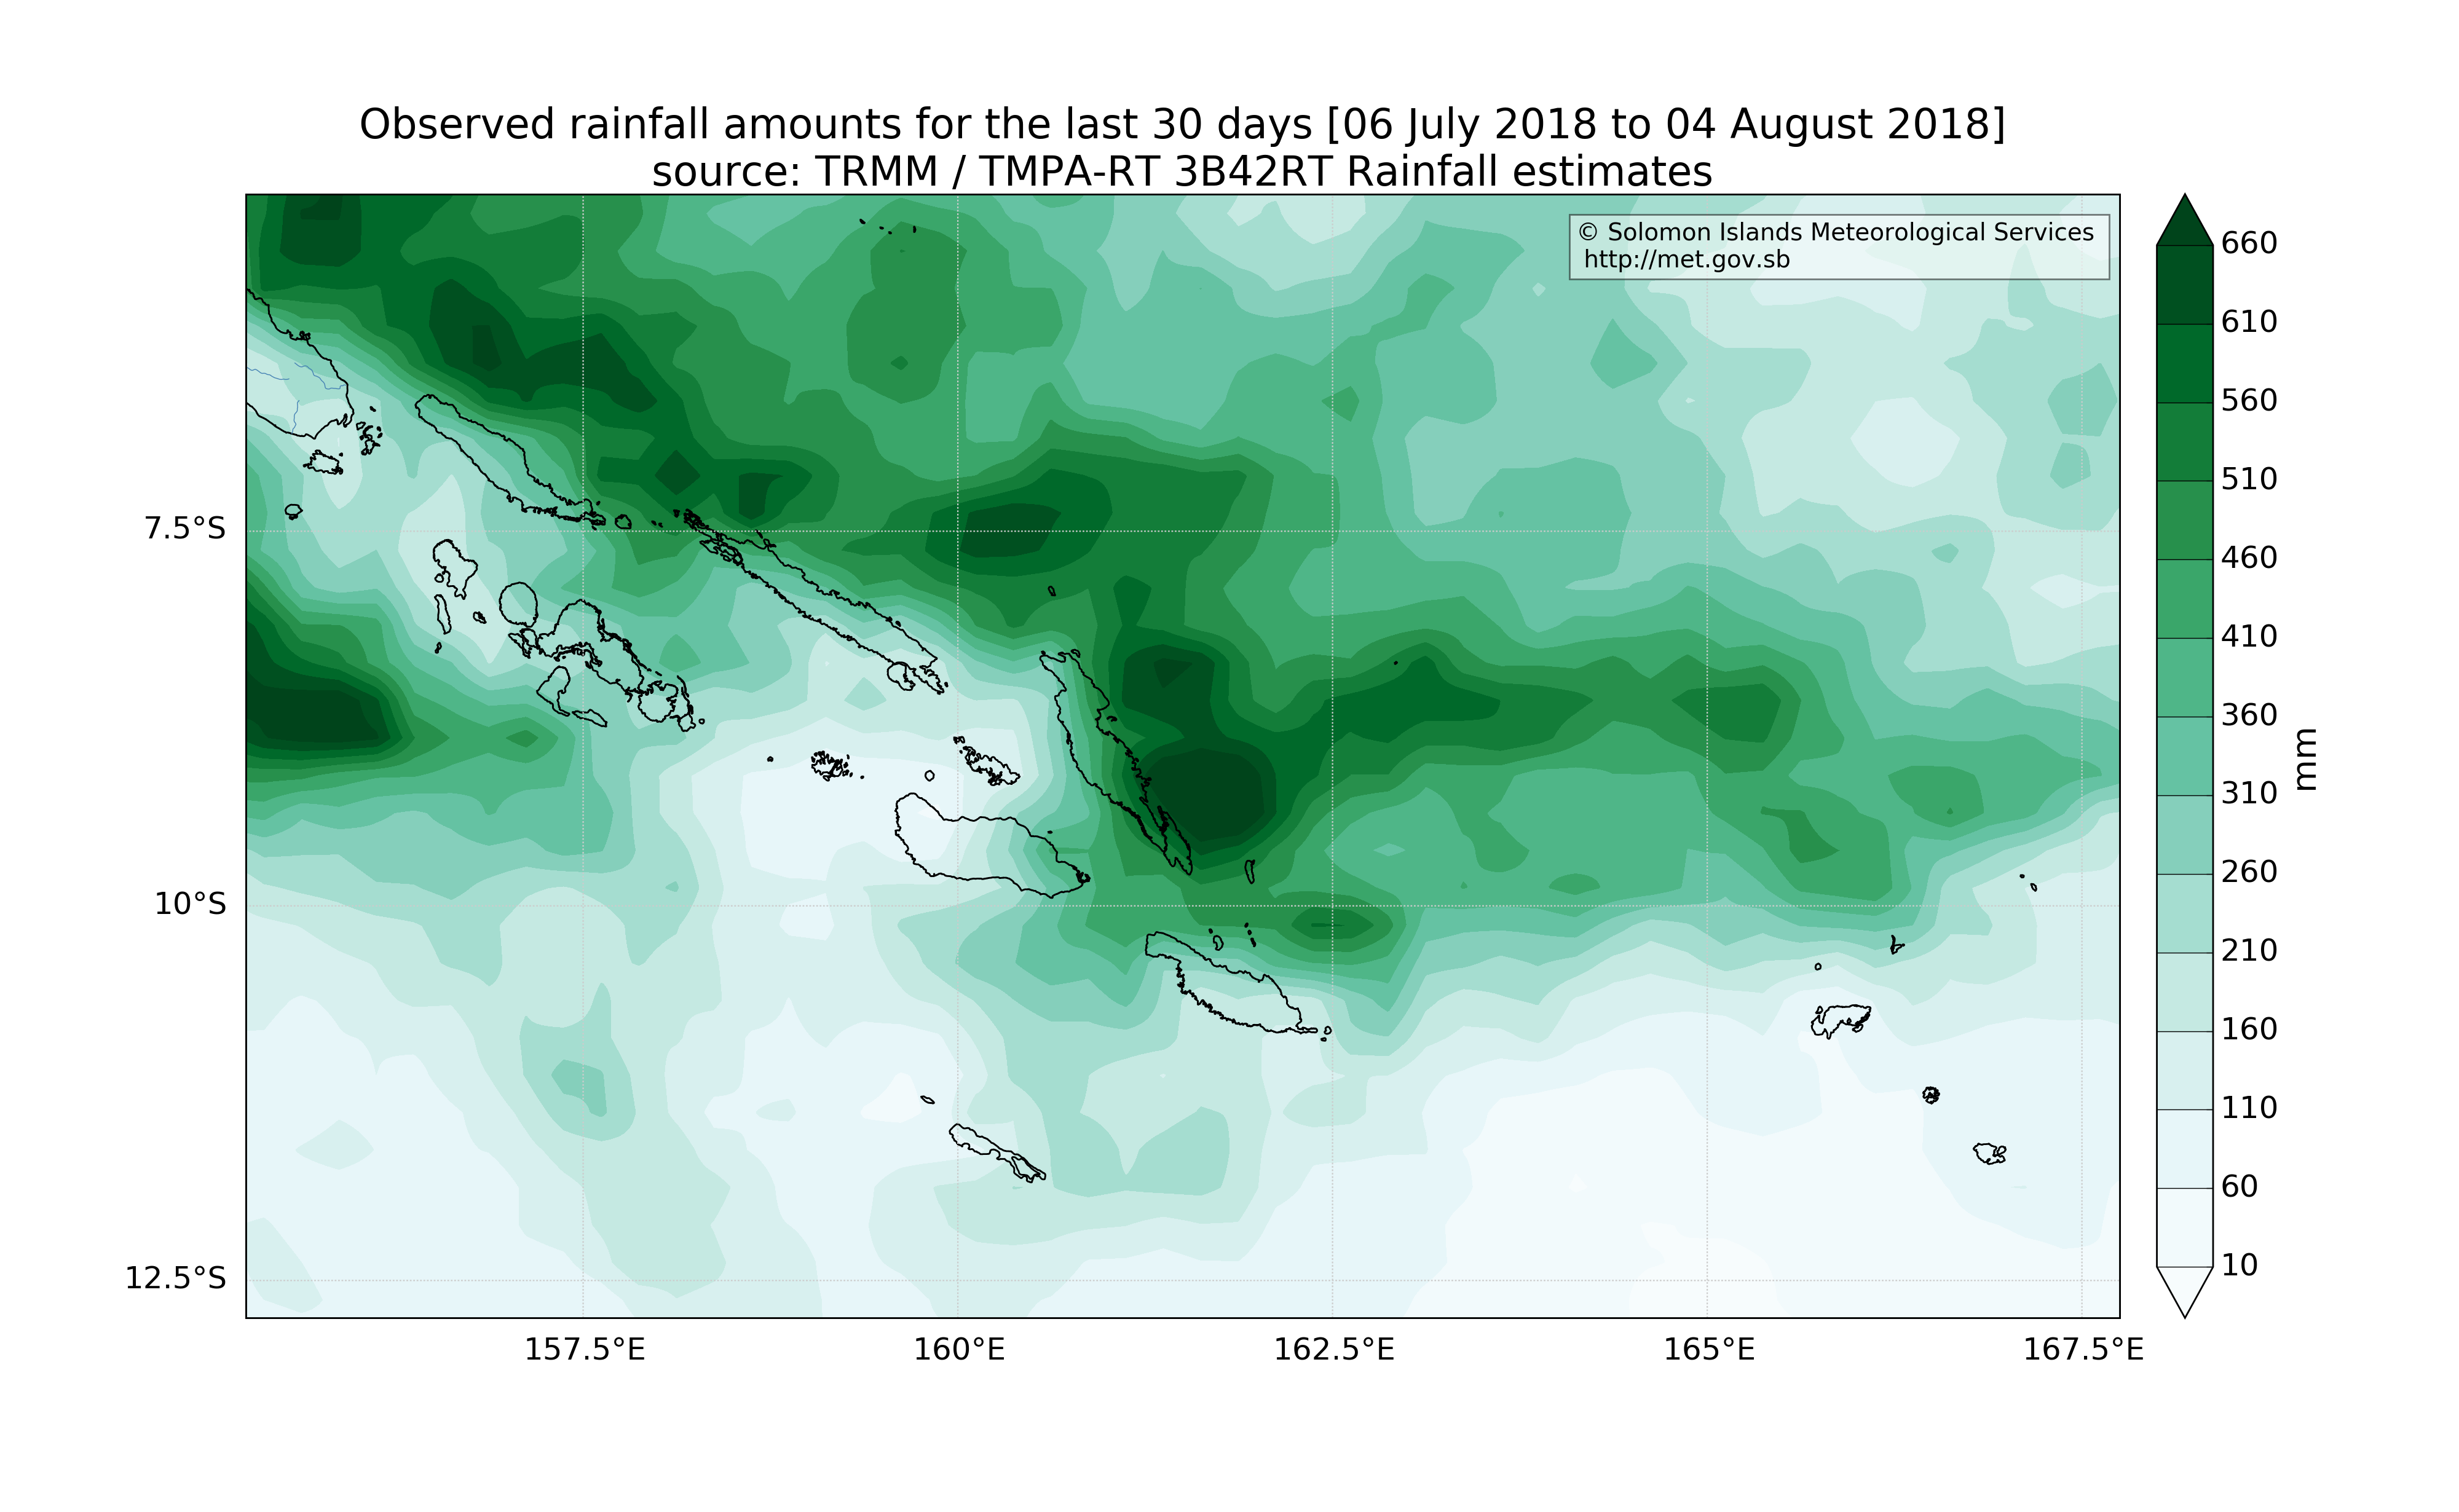 Observed rainfall amounts for the last 30 days [06 July 2018 to 04 August 2018]
source: TRMM / TMPA-RT 3B42RT Rainfall estimates
© Solomon Islands Meteorological Services
http://met.gov.sb
7.5°S
10°S
12.5°S
157.5°E
160°E
162.5°E
165°E
167.5°E
660
610
560
510
460
410
360
310
260
210
160
110
60
10
mm